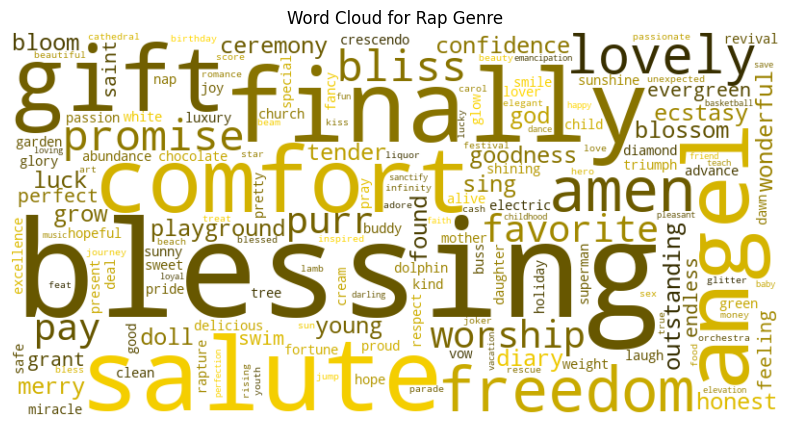 Word Cloud for Rap Genre
cathedral birthday crescendo passionate revival
bloom beautiful saint score ceremony confidence beauty emancipation lovely save
gift nap joy romance special fancy bliss smile lover sunshine unexpected
finally
passion white luxury church fun carol elegant evergreen basketball
promise beam kiss lucky glow god child happy ecstasy wonderful
garden loving star tender festival dance love blossom
glory abundance chocolate liquor goodness diamond friend
luck art sanctify shining hero triumph teach
perfect comfort pretty pray infinity alive sing electric amen advance dawn
grow adore cash faith childhood pleasant
hopeful music treat playground purr found favorite angel
excellence journey beach blessed inspired buddy mother
blessing
sunny sweet loyal lamb dolphin buss daughter holiday superman outstanding endless glitter
feat present deal pride tree cream darling kind sex green baby
pay good doll delicious sun young respect joker worship true money orchestra feeling
safe swim fortune proud vow diary weight laugh food
grant clean rapture perfection rising hope vacation rescue elevation
merry bless youth jump parade honest
miracle salute freedom